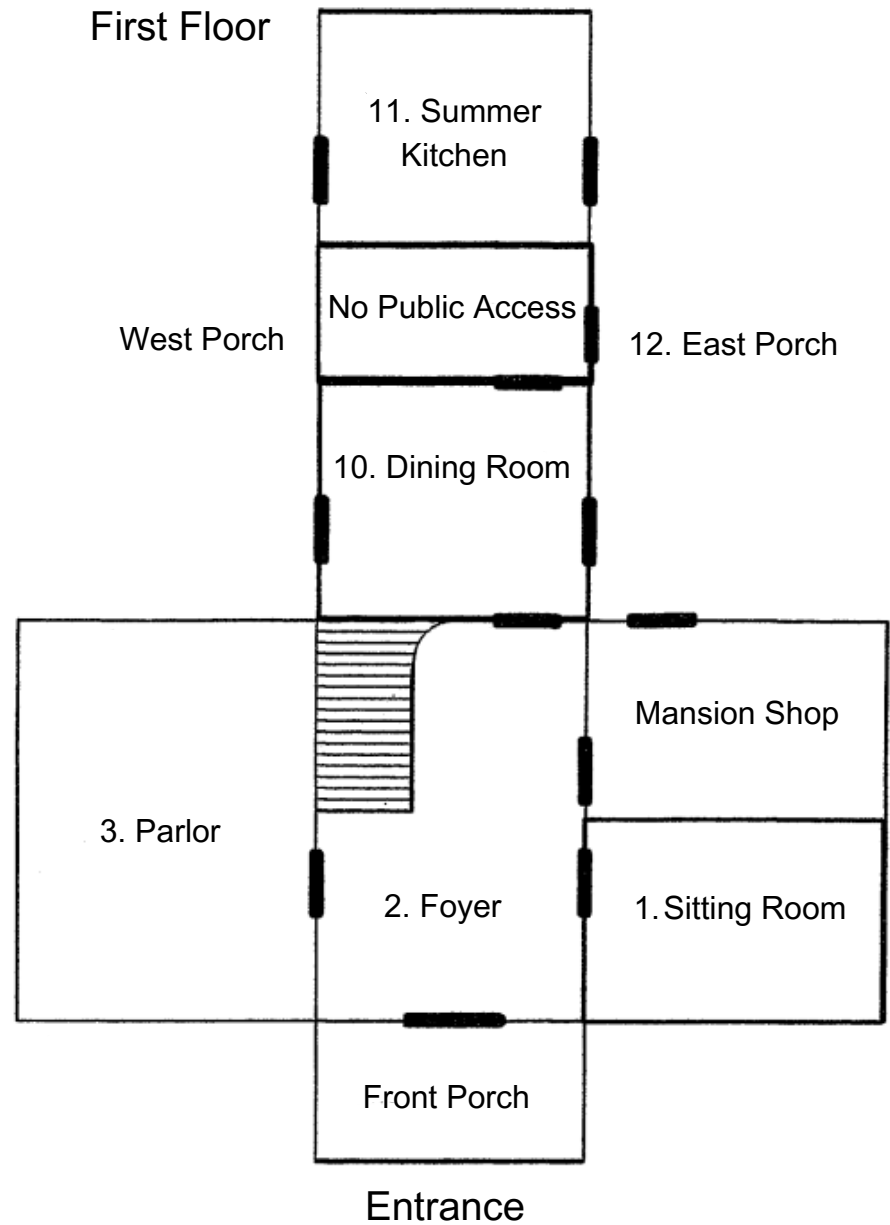 First Floor
11. Summer
Kitchen
No Public Access
West Porch
12. East Porch
10. Dining Room
Mansion Shop
3. Parlor
2. Foyer
1. Sitting Room
Front Porch
Entrance